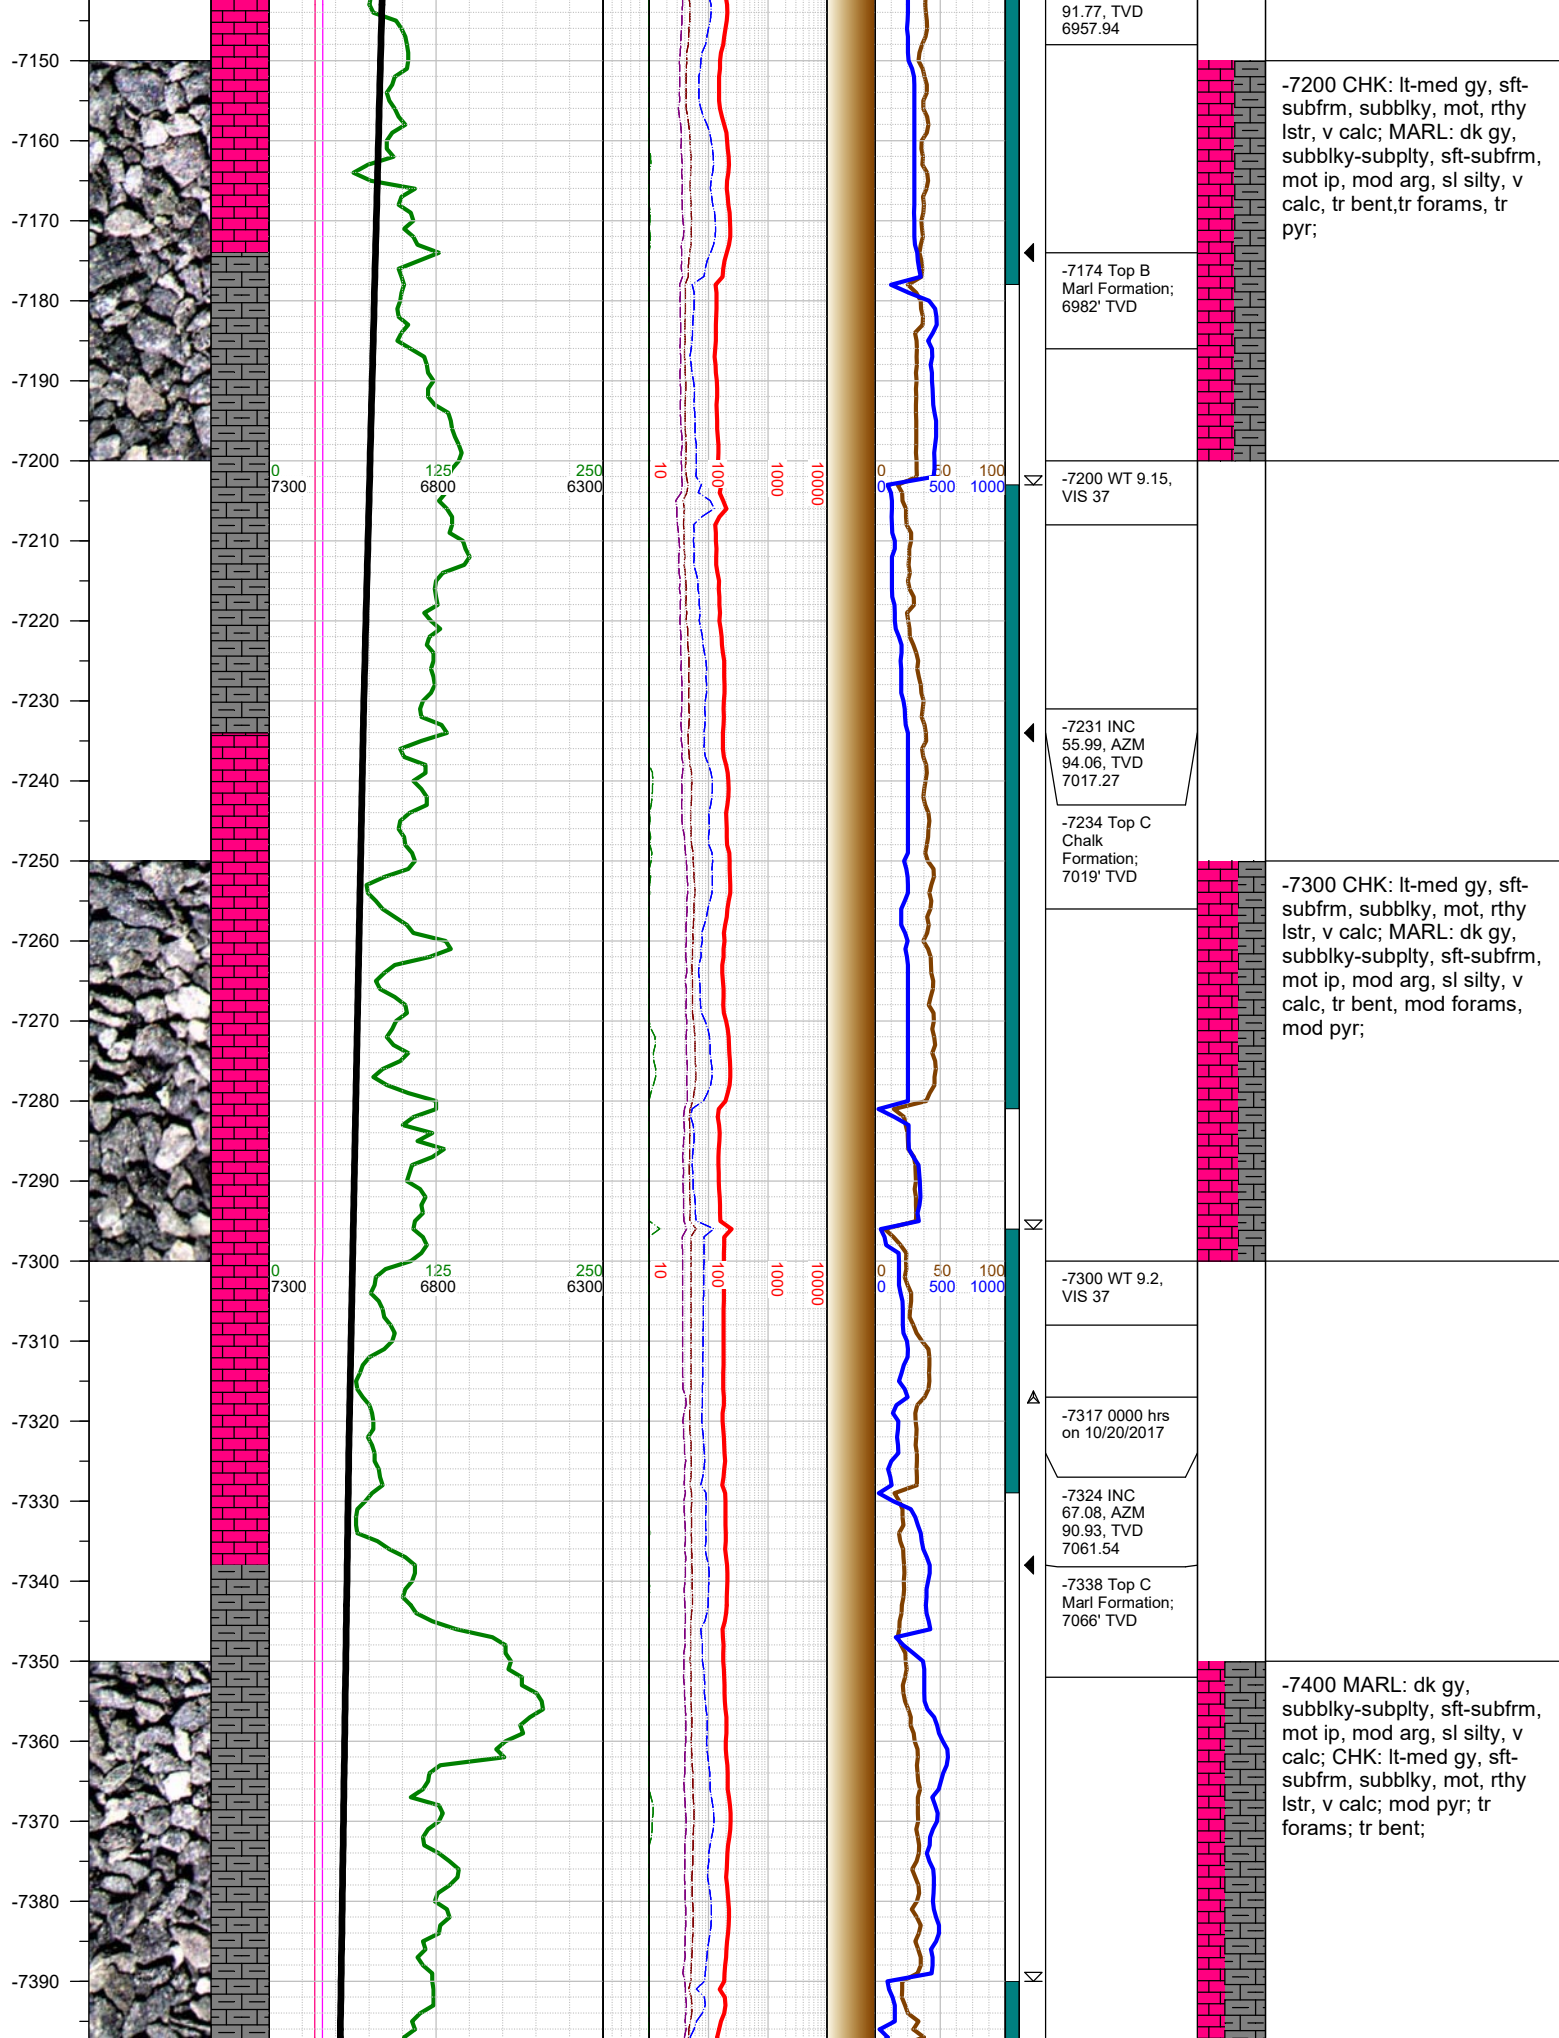 91.77, TVD
6957.94
-7150
-7200 CHK: lt-med gy, sft-
subfrm, subblky, mot, rthy
lstr, v calc; MARL: dk gy,
subblky-subplty, sft-subfrm,
mot ip, mod arg, sl silty, v
calc, tr bent,tr forams, tr
pyr;
-7160
-7170
-7174 Top B
Marl Formation;
6982' TVD
-7180
-7190
-7200
0 125 250
7300 6800 6300
10 100 1000 10000
0 50 100
0 500 1000
-7200 WT 9.15,
VIS 37
-7210
-7220
-7230
-7231 INC
55.99, AZM
94.06, TVD
7017.27
-7240
-7234 Top C
Chalk
Formation;
7019' TVD
-7250
-7300 CHK: lt-med gy, sft-
subfrm, subblky, mot, rthy
lstr, v calc; MARL: dk gy,
subblky-subplty, sft-subfrm,
mot ip, mod arg, sl silty, v
calc, tr bent, mod forams,
mod pyr;
-7260
-7270
-7280
-7290
-7300
0 125 250
7300 6800 6300
10 100 1000 10000
0 50 100
0 500 1000
-7300 WT 9.2,
VIS 37
-7310
-7320
-7317 0000 hrs
on 10/20/2017
-7330
-7324 INC
67.08, AZM
90.93, TVD
7061.54
-7340
-7338 Top C
Marl Formation;
7066' TVD
-7350
-7400 MARL: dk gy,
subblky-subplty, sft-subfrm,
mot ip, mod arg, sl silty, v
calc; CHK: lt-med gy, sft-
subfrm, subblky, mot, rthy
lstr, v calc; mod pyr; tr
forams; tr bent;
-7360
-7370
-7380
-7390